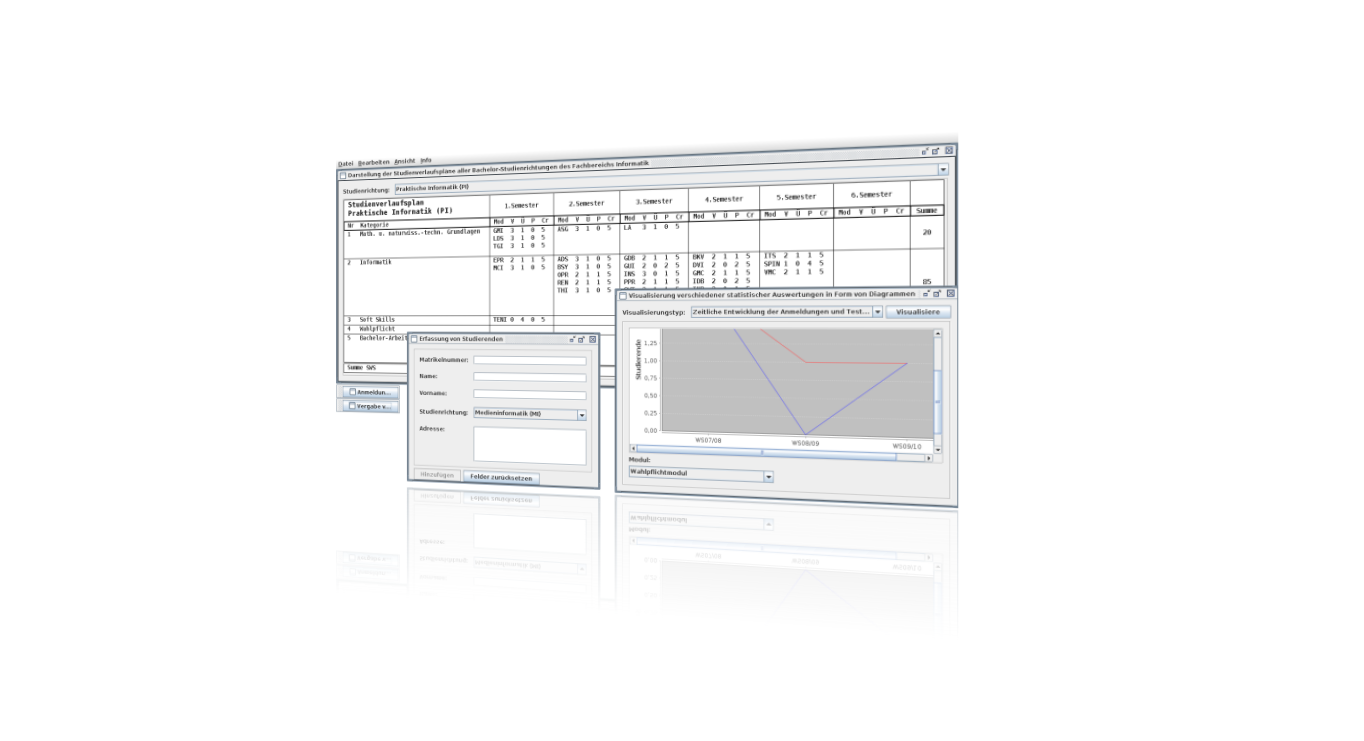 Datei Bearbeiten Ansicht Info
Darstellung der Studienverlaufspläne aller Bachelor-Studienrichtungen des Fachbereichs Informatik
Studienrichtung: Praktische Informatik (PI)
Studienverlaufsplan
Praktische Informatik (PI)
1.Semester 2.Semester 3.Semester 4.Semester 5.Semester 6.Semester
Nr Kategorie Mod V Ü P Cr Mod V Ü P Cr Mod V Ü P Cr Mod V Ü P Cr Mod V Ü P Cr Mod V Ü P Cr Summe
1 Math. u. naturwiss.-techn. Grundlagen GMI 3 1 0 5 ASG 3 1 0 5 LA 3 1 0 5 20
LDS 3 1 0 5
TGI 3 1 0 5
2 Informatik EPR 2 1 1 5 ADS 3 1 0 5 GDB 2 1 1 5 BKV 2 1 1 5 ITS 2 1 1 5 85
MCI 3 1 0 5 BSY 3 1 0 5 GUI 2 0 2 5 DVI 2 0 2 5 SPIN 1 0 4 5
OPR 2 1 1 5 INS 3 0 1 5 GMC 2 1 1 5 VMC 2 1 1 5
REN 2 1 1 5 PPR 2 1 1 5 IDB 2 0 2 5
THI 3 1 0 5
3 Soft Skills TENI 0 4 0 5
4 Wahlpflicht
5 Bachelor-Arbeit
Summe SWS
Anmeldun...
Vergabe v...
Erfassung von Studierenden
Matrikelnummer:
Name:
Vorname:
Studienrichtung: Medieninformatik (MI)
Adresse:
Hinzufügen Felder zurücksetzen
Visualisierung verschiedener statistischer Auswertungen in Form von Diagrammen
Visualisierungstyp: Zeitliche Entwicklung der Anmeldungen und Test... Visualisiere
Studierende
1,25
1,00
0,75
0,50
0,25
0,00
WS07/08 WS08/09 WS09/10
Modul:
Wahlpflichtmodul